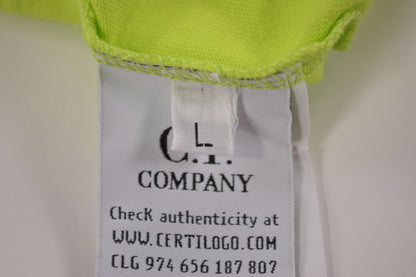 L
C.P.
COMPANY
CHecK authenticity at
WWW.CERTILOGO.COM
CLG 974 656 187 807